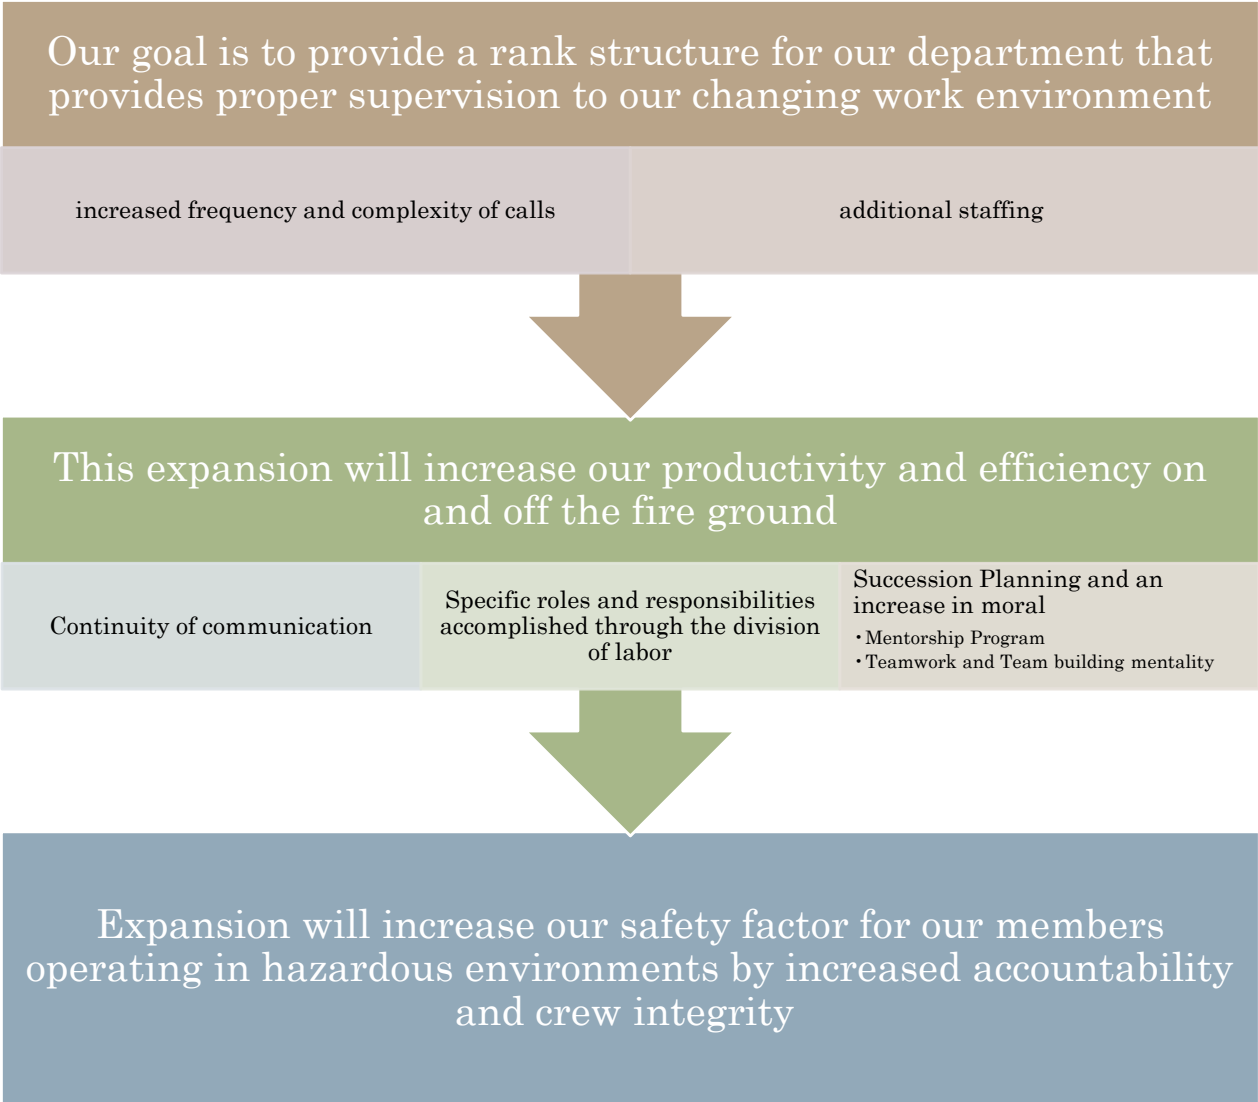 Our goal is to provide a rank structure for our department that
provides proper supervision to our changing work environment
increased frequency and complexity of calls
additional staffing
This expansion will increase our productivity and efficiency on
and off the fire ground
Continuity of communication
Specific roles and responsibilities
accomplished through the division
of labor
Succession Planning and an
increase in moral
•Mentorship Program
•Teamwork and Team building mentality
Expansion will increase our safety factor for our members
operating in hazardous environments by increased accountability
and crew integrity